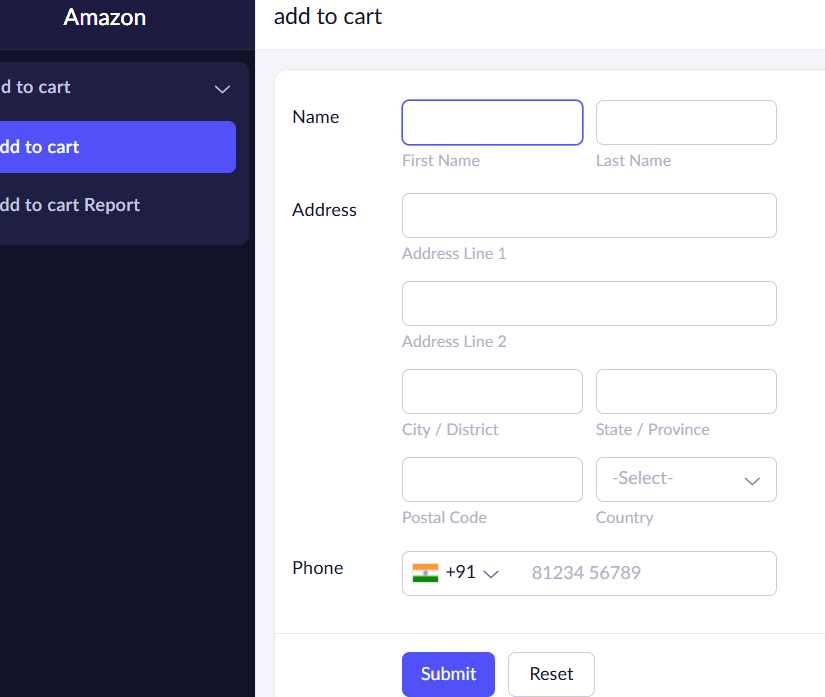 Amazon
add to cart
d to cart
dd to cart
dd to cart Report
Name
First Name
Last Name
Address
Address Line 1
Address Line 2
City / District
State / Province
-Select-
Postal Code
Country
Phone
+91
81234 56789
Submit
Reset